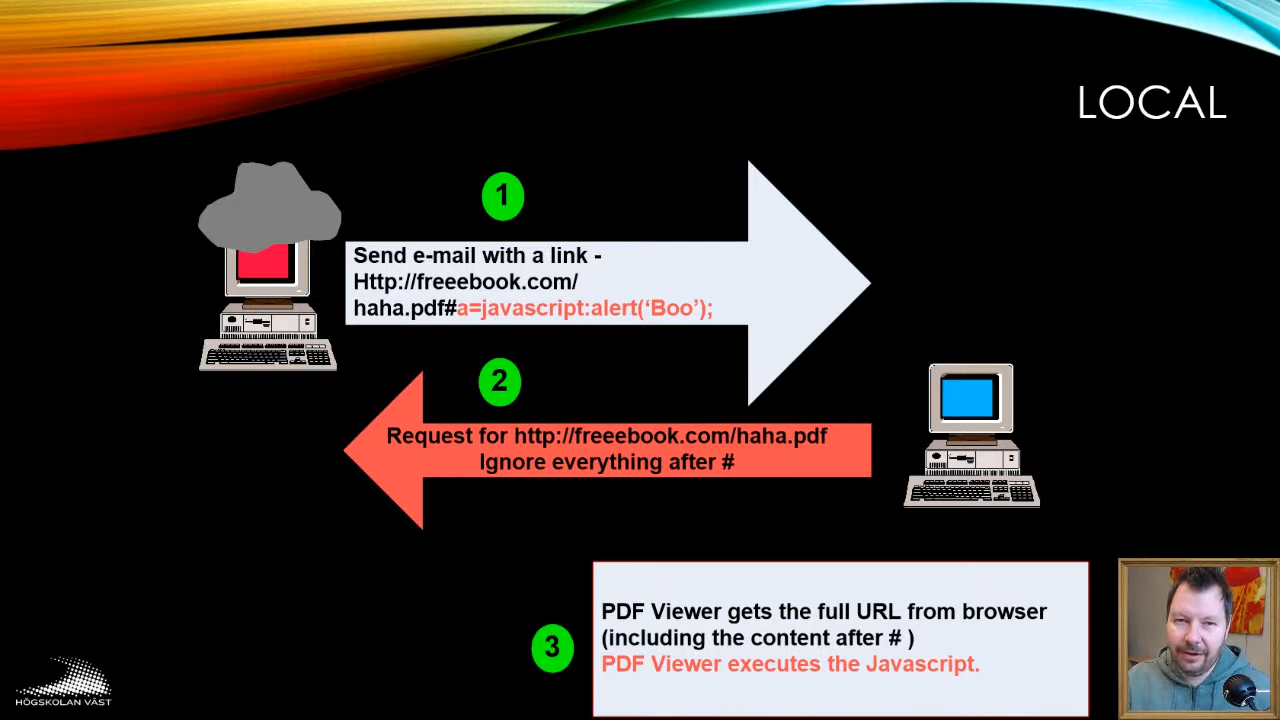 LOCAL
1
Send e-mail with a link -
Http://freeebook.com/
haha.pdf#a=javascript:alert(‘Boo’);
2
Request for http://freeebook.com/haha.pdf
Ignore everything after #
3
PDF Viewer gets the full URL from browser
(including the content after # )
PDF Viewer executes the Javascript.
HÖGSKOLAN VÄST